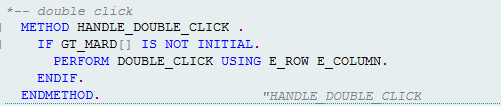 *-- double click
METHOD HANDLE_DOUBLE_CLICK .
IF GT_MARD[] IS NOT INITIAL.
PERFORM DOUBLE_CLICK USING E_ROW E_COLUMN.
ENDIF.
ENDMETHOD. "HANDLE_DOUBLE_CLICK